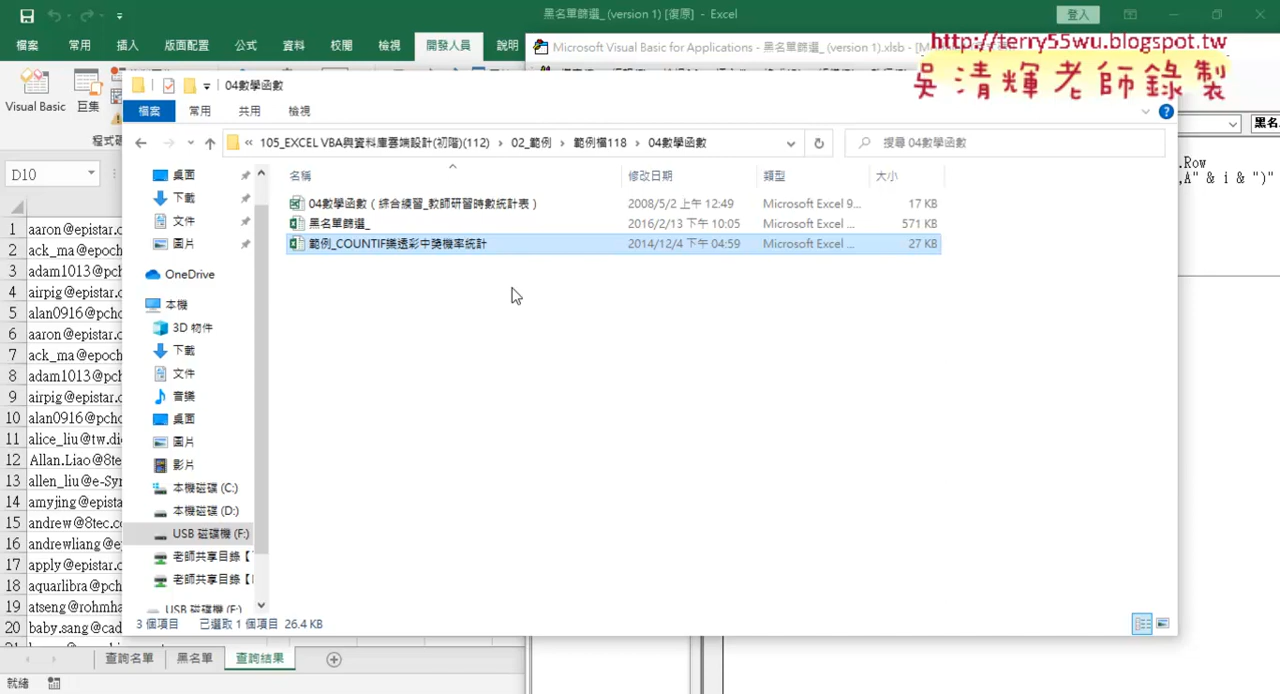 黑名單篩選_ (version 1) [復原] - Excel
登入
檔案 常用 插入 版面配置 公式 資料 校閱 檢視 開發人員 說明
Microsoft Visual Basic for Applications - 黑名單篩選_ (version 1).xlsb -
http://terry55wu.blogspot.tw
吳清輝老師錄製
Visual Basic 巨集
04數學函數
檔案 常用 共用 檢視
« 105_EXCEL VBA與資料庫雲端設計(初階)(112) › 02_範例 › 範例檔118 › 04數學函數
搜尋 04數學函數
黑名
.Row
,A" & i & ")"
D10
名稱 修改日期 類型 大小
04數學函數（綜合練習_教師研習時數統計表） 2008/5/2 上午 12:49 Microsoft Excel 9... 17 KB
黑名單篩選_ 2016/2/13 下午 10:05 Microsoft Excel ... 571 KB
範例_COUNTIF樂透彩中獎機率統計 2014/12/4 下午 04:59 Microsoft Excel ... 27 KB
桌面
下載
文件
圖片
OneDrive
本機
3D 物件
下載
文件
音樂
桌面
圖片
影片
本機磁碟 (C:)
本機磁碟 (D:)
USB 磁碟機 (F:)
老師共享目錄【
老師共享目錄【
USB 磁碟機 (F:)
3 個項目 已選取 1 個項目 26.4 KB
1 aaron@epistar.c
2 ack_ma@epoch
3 adam1013@pch
4 airpig@epistar.c
5 alan0916@pcho
6 aaron@epistar.c
7 ack_ma@epoch
8 adam1013@pch
9 airpig@epistar.c
10 alan0916@pcho
11 alice_liu@tw.di
12 Allan.Liao@8te
13 allen_liu@e-Syn
14 amyjing@epista
15 andrew@8tec.co
16 andrewliang@e
17 apply@epistar.c
18 aquarlibra@pch
19 atseng@rohmha
20 baby.sang@cad
查詢名單 黑名單 查詢結果
就緒